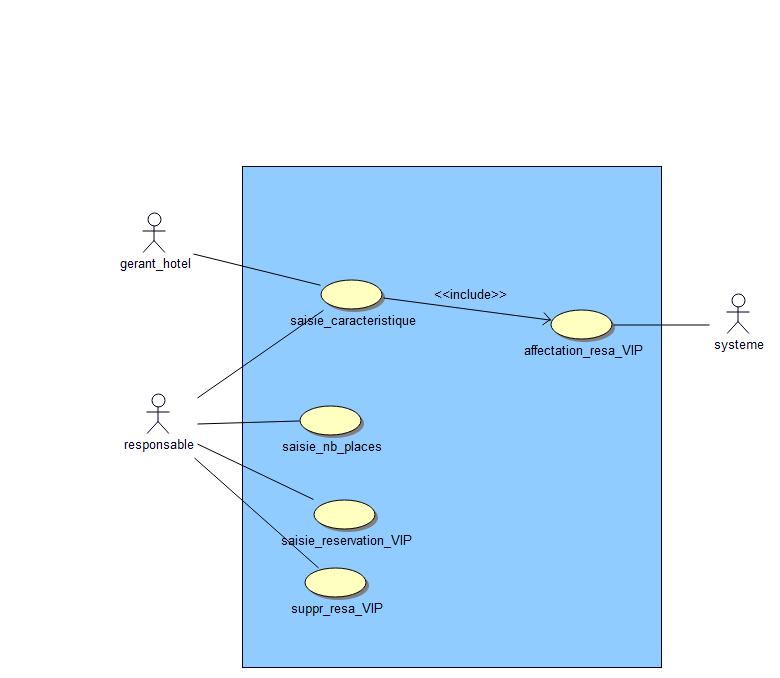 gerant_hotel
<<include>>
saisie_caracteristique
systeme
affectation_resa_VIP
responsable
saisie_nb_places
saisie_reservation_VIP
suppr_resa_VIP